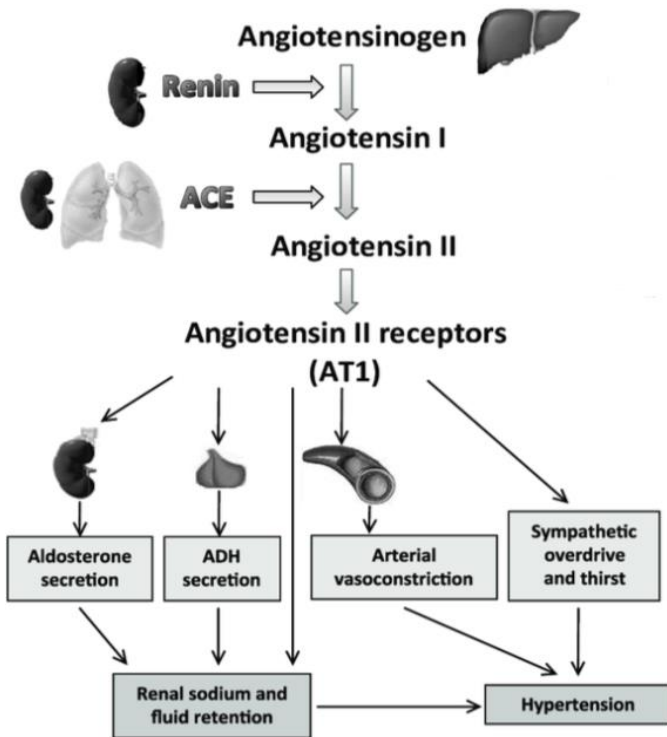 Angiotensinogen
Renin
Angiotensin I
ACE
Angiotensin II
Angiotensin II receptors
(AT1)
Aldosterone
secretion
ADH
secretion
Arterial
vasoconstriction
Sympathetic
overdrive
and thirst
Renal sodium and
fluid retention
Hypertension